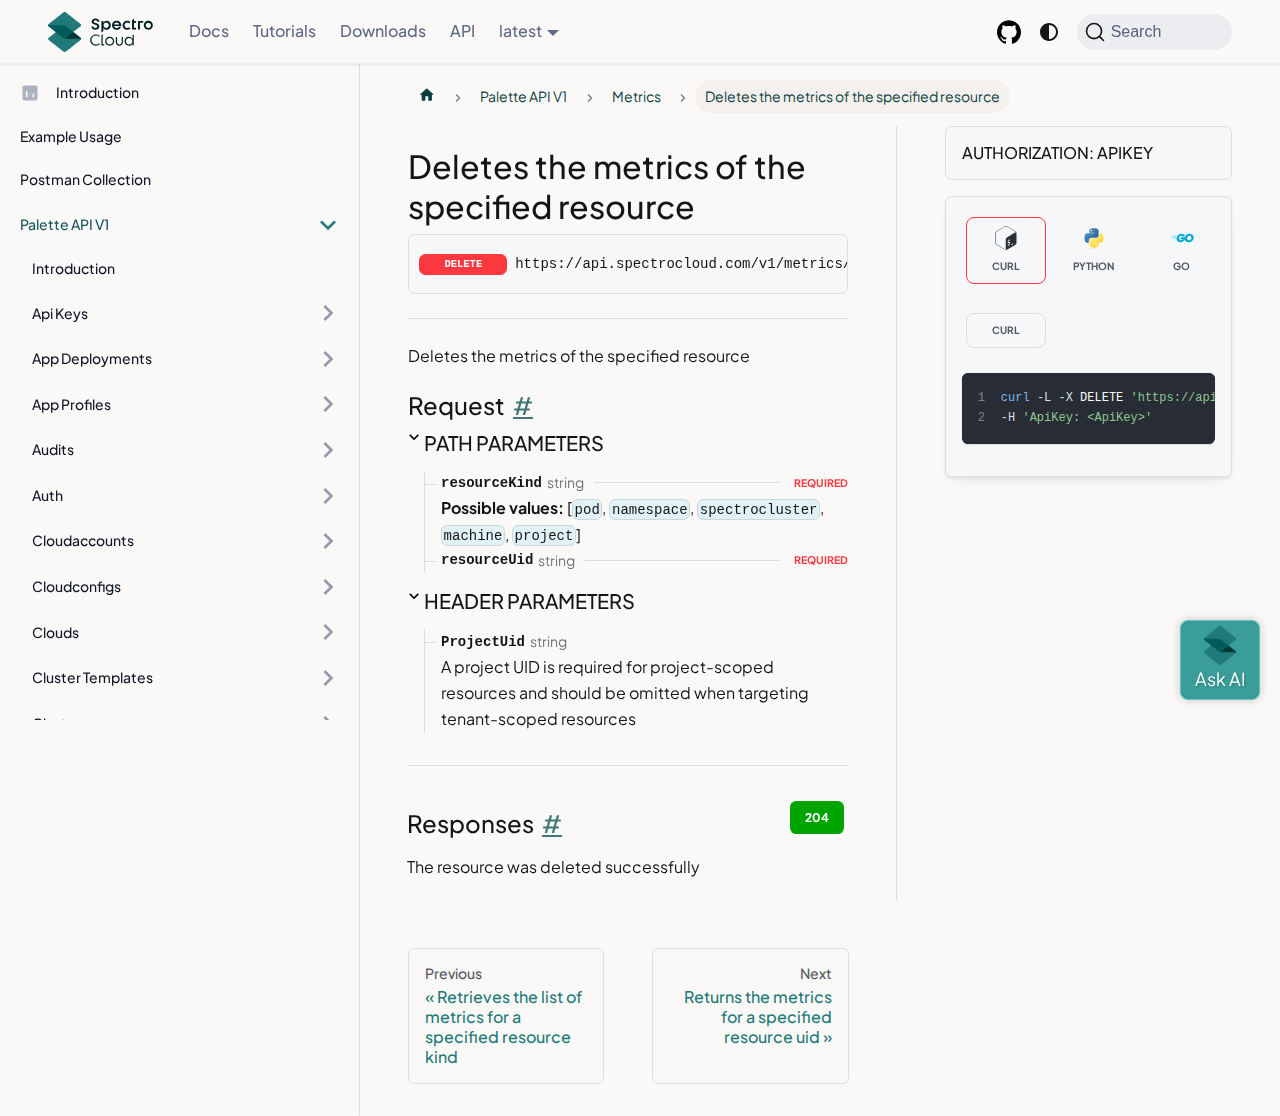 Spectro
Cloud
Docs
Tutorials
Downloads
API
latest
Search
Introduction
Example Usage
Postman Collection
Palette API V1
Introduction
Api Keys
App Deployments
App Profiles
Audits
Auth
Cloudaccounts
Cloudconfigs
Clouds
Cluster Templates
Palette API V1
Metrics
Deletes the metrics of the specified resource
Deletes the metrics of the
specified resource
DELETE https://api.spectrocloud.com/v1/metrics/
Deletes the metrics of the specified resource
Request #
PATH PARAMETERS
resourceKind string REQUIRED
Possible values: [pod, namespace, spectrocluster,
machine, project]
resourceUid string REQUIRED
HEADER PARAMETERS
ProjectUid string
A project UID is required for project-scoped
resources and should be omitted when targeting
tenant-scoped resources
Responses #
204
The resource was deleted successfully
Previous
« Retrieves the list of
metrics for a
specified resource
kind
Next
Returns the metrics
for a specified
resource uid »
AUTHORIZATION: APIKEY
CURL
PYTHON
GO
CURL
1 curl -L -X DELETE 'https://api
2 -H 'ApiKey: <ApiKey>'
Ask AI